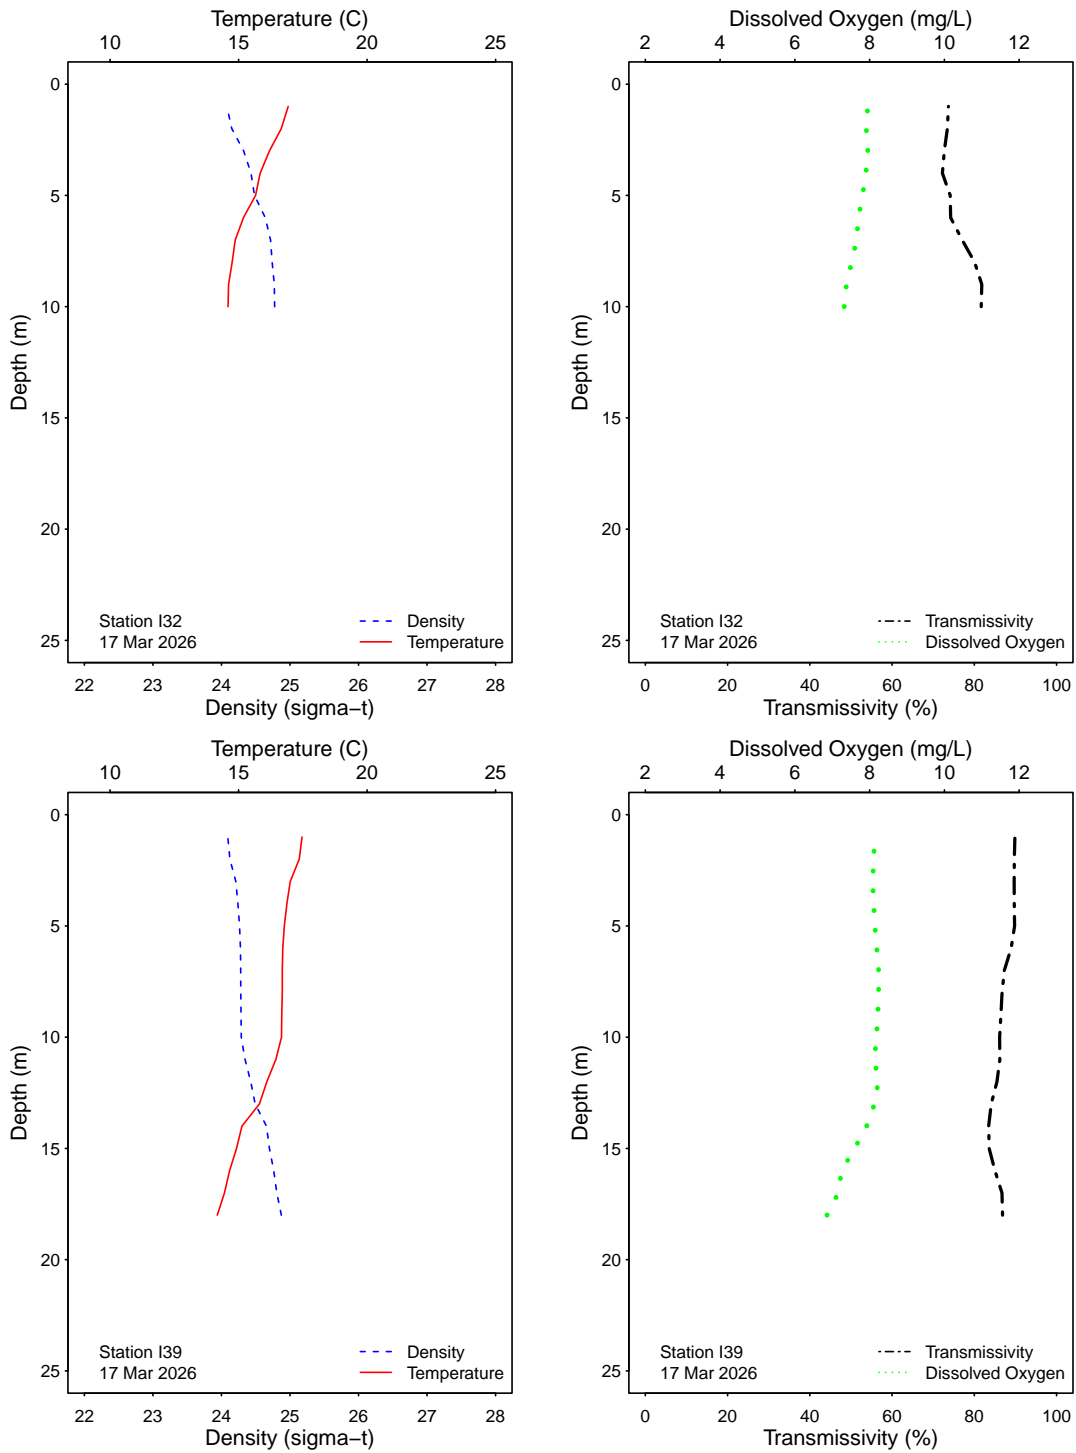 Temperature (C)
10 15 20 25
0
5
10
15
20
25
Depth (m)
Station I32
17 Mar 2026
Density
Temperature
22 23 24 25 26 27 28
Density (sigma−t)
Dissolved Oxygen (mg/L)
2 4 6 8 10 12
0
5
10
15
20
25
Depth (m)
Station I32
17 Mar 2026
Transmissivity
Dissolved Oxygen
0 20 40 60 80 100
Transmissivity (%)
Temperature (C)
10 15 20 25
0
5
10
15
20
25
Depth (m)
Station I39
17 Mar 2026
Density
Temperature
22 23 24 25 26 27 28
Density (sigma−t)
Dissolved Oxygen (mg/L)
2 4 6 8 10 12
0
5
10
15
20
25
Depth (m)
Station I39
17 Mar 2026
Transmissivity
Dissolved Oxygen
0 20 40 60 80 100
Transmissivity (%)